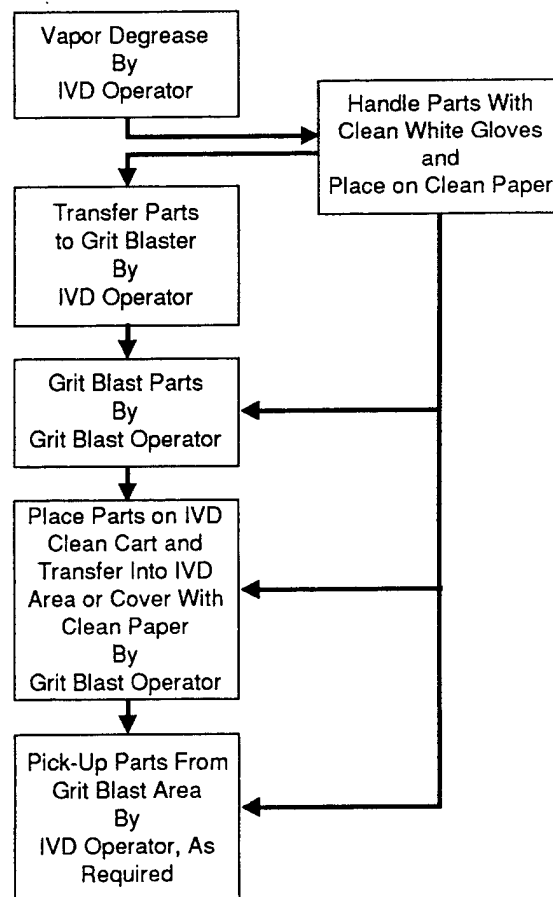 Vapor Degrease
By
IVD Operator
Handle Parts With
Clean White Gloves
and
Place on Clean Paper
Transfer Parts
to Grit Blaster
By
IVD Operator
Grit Blast Parts
By
Grit Blast Operator
Place Parts on IVD
Clean Cart and
Transfer Into IVD
Area or Cover With
Clean Paper
By
Grit Blast Operator
Pick-Up Parts From
Grit Blast Area
By
IVD Operator, As
Required